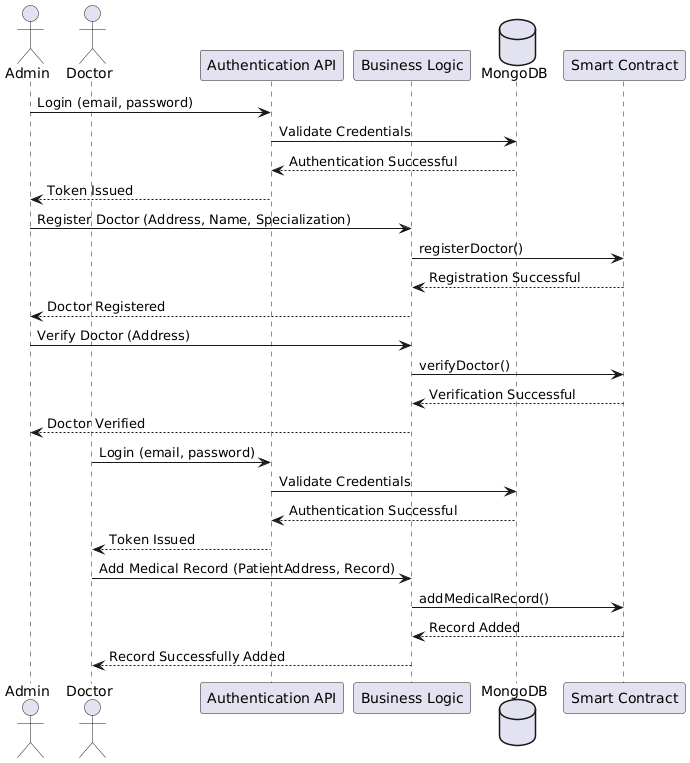 Admin
Doctor
Authentication API
Business Logic
MongoDB
Smart Contract
Login (email, password)
Validate Credentials
Authentication Successful
Token Issued
Register Doctor (Address, Name, Specialization)
registerDoctor()
Registration Successful
Doctor Registered
Verify Doctor (Address)
verifyDoctor()
Verification Successful
Doctor Verified
Login (email, password)
Validate Credentials
Authentication Successful
Token Issued
Add Medical Record (PatientAddress, Record)
addMedicalRecord()
Record Added
Record Successfully Added
Admin
Doctor
Authentication API
Business Logic
MongoDB
Smart Contract